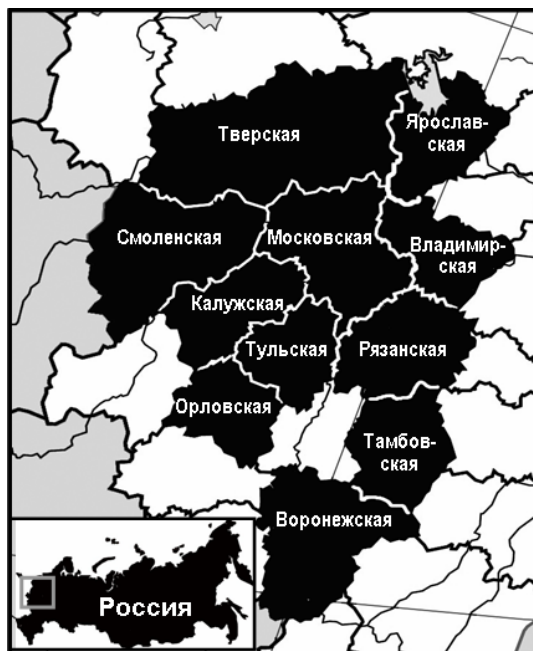 Тверская
Ярослав-
ская
Смоленская
Московская
Владимир-
ская
Калужская
Тульская
Рязанская
Орловская
Тамбов-
ская
Воронежская
Россия